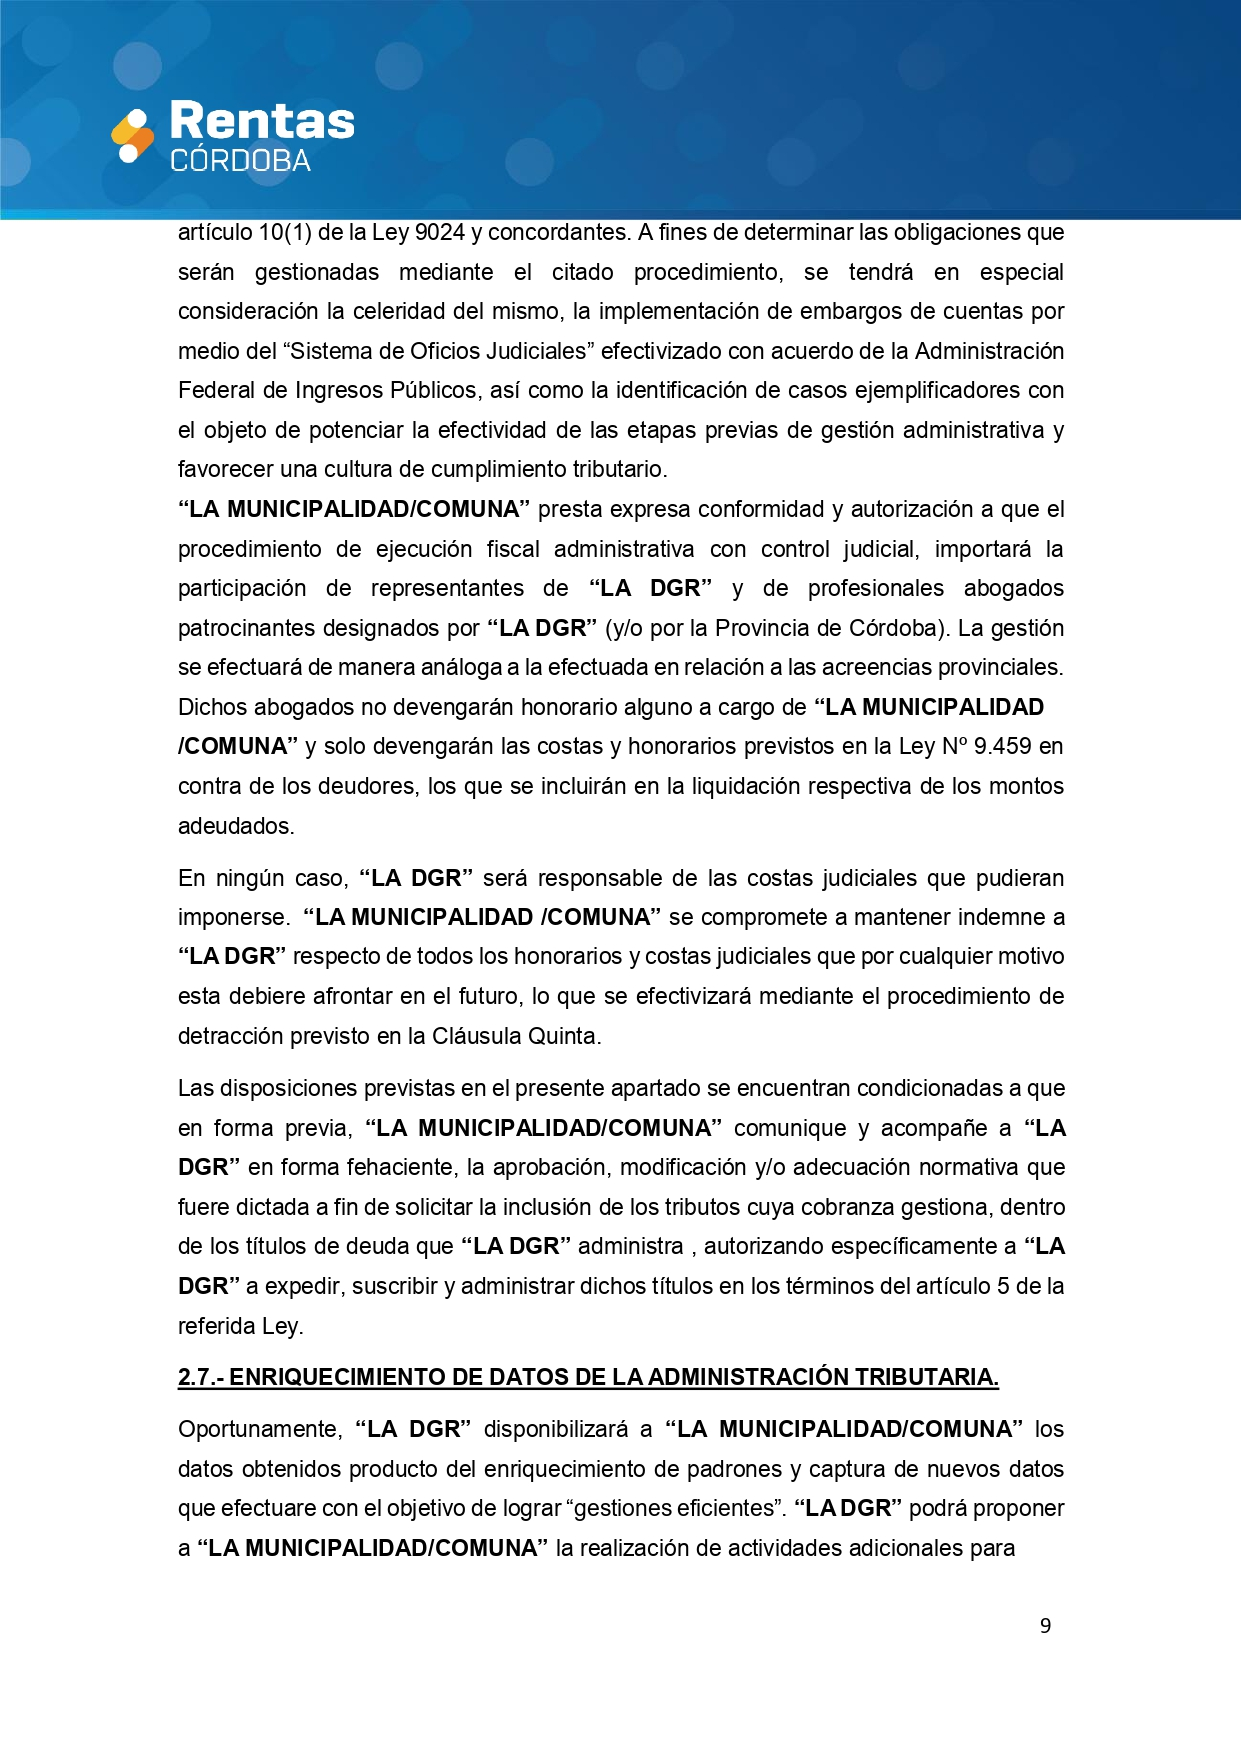 Rentas
CÓRDOBA
artículo 10(1) de la Ley 9024 y concordantes. A fines de determinar las obligaciones que
serán gestionadas mediante el citado procedimiento, se tendrá en especial
consideración la celeridad del mismo, la implementación de embargos de cuentas por
medio del “Sistema de Oficios Judiciales” efectivizado con acuerdo de la Administración
Federal de Ingresos Públicos, así como la identificación de casos ejemplificadores con
el objeto de potenciar la efectividad de las etapas previas de gestión administrativa y
favorecer una cultura de cumplimiento tributario.
“LA MUNICIPALIDAD/COMUNA” presta expresa conformidad y autorización a que el
procedimiento de ejecución fiscal administrativa con control judicial, importará la
participación de representantes de “LA DGR” y de profesionales abogados
patrocinantes designados por “LA DGR” (y/o por la Provincia de Córdoba). La gestión
se efectuará de manera análoga a la efectuada en relación a las acreencias provinciales.
Dichos abogados no devengarán honorario alguno a cargo de “LA MUNICIPALIDAD
/COMUNA” y solo devengarán las costas y honorarios previstos en la Ley Nº 9.459 en
contra de los deudores, los que se incluirán en la liquidación respectiva de los montos
adeudados.
En ningún caso, “LA DGR” será responsable de las costas judiciales que pudieran
imponerse. “LA MUNICIPALIDAD /COMUNA” se compromete a mantener indemne a
“LA DGR” respecto de todos los honorarios y costas judiciales que por cualquier motivo
esta debiere afrontar en el futuro, lo que se efectivizará mediante el procedimiento de
detracción previsto en la Cláusula Quinta.
Las disposiciones previstas en el presente apartado se encuentran condicionadas a que
en forma previa, “LA MUNICIPALIDAD/COMUNA” comunique y acompañe a “LA
DGR” en forma fehaciente, la aprobación, modificación y/o adecuación normativa que
fuere dictada a fin de solicitar la inclusión de los tributos cuya cobranza gestiona, dentro
de los títulos de deuda que “LA DGR” administra , autorizando específicamente a “LA
DGR” a expedir, suscribir y administrar dichos títulos en los términos del artículo 5 de la
referida Ley.
2.7.- ENRIQUECIMIENTO DE DATOS DE LA ADMINISTRACIÓN TRIBUTARIA.
Oportunamente, “LA DGR” disponibilizará a “LA MUNICIPALIDAD/COMUNA” los
datos obtenidos producto del enriquecimiento de padrones y captura de nuevos datos
que efectuare con el objetivo de lograr “gestiones eficientes”. “LA DGR” podrá proponer
a “LA MUNICIPALIDAD/COMUNA” la realización de actividades adicionales para
9